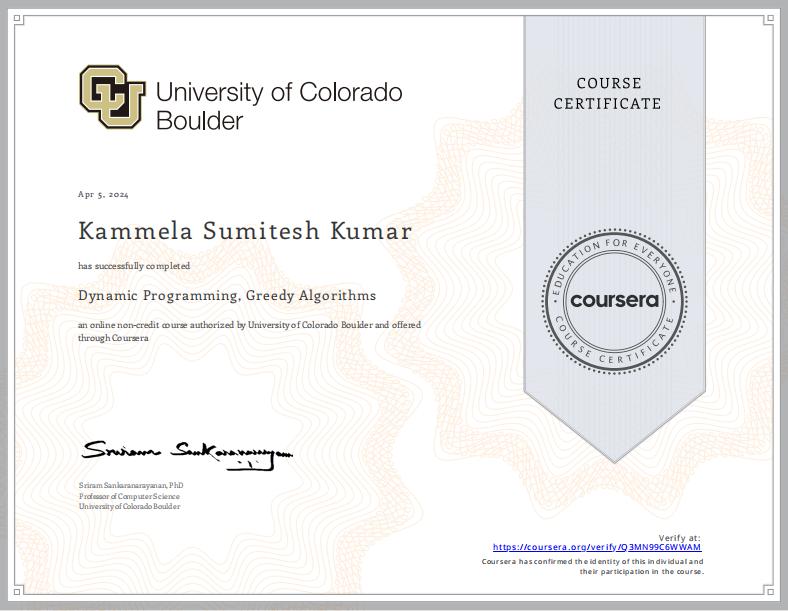 University of Colorado
Boulder
COURSE
CERTIFICATE
Apr 5, 2024
Kammela Sumitesh Kumar
has successfully completed
Dynamic Programming, Greedy Algorithms
an online non-credit course authorized by University of Colorado Boulder and offered
through Coursera
EDUCATION FOR EVERYONE
coursera
COURSE CERTIFICATE
Sriram Sankaranarayanan
Sriram Sankaranarayanan, PhD
Professor of Computer Science
University of Colorado Boulder
Verify at:
https://coursera.org/verify/Q3MN99C6WWAM
Coursera has confirmed the identity of this individual and
their participation in the course.